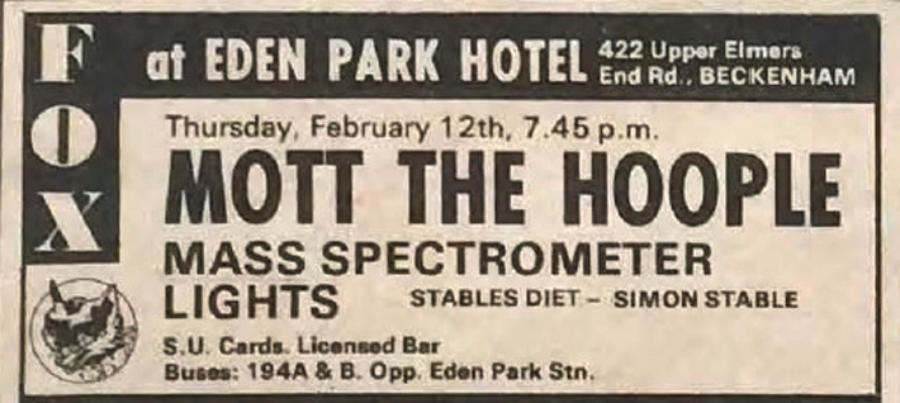 FOX
at EDEN PARK HOTEL
422 Upper Elmers
End Rd., BECKENHAM
Thursday, February 12th, 7.45 p.m.
MOTT THE HOOPLE
MASS SPECTROMETER
LIGHTS
STABLES DIET – SIMON STABLE
S.U. Cards. Licensed Bar
Buses: 194A & B. Opp. Eden Park Stn.